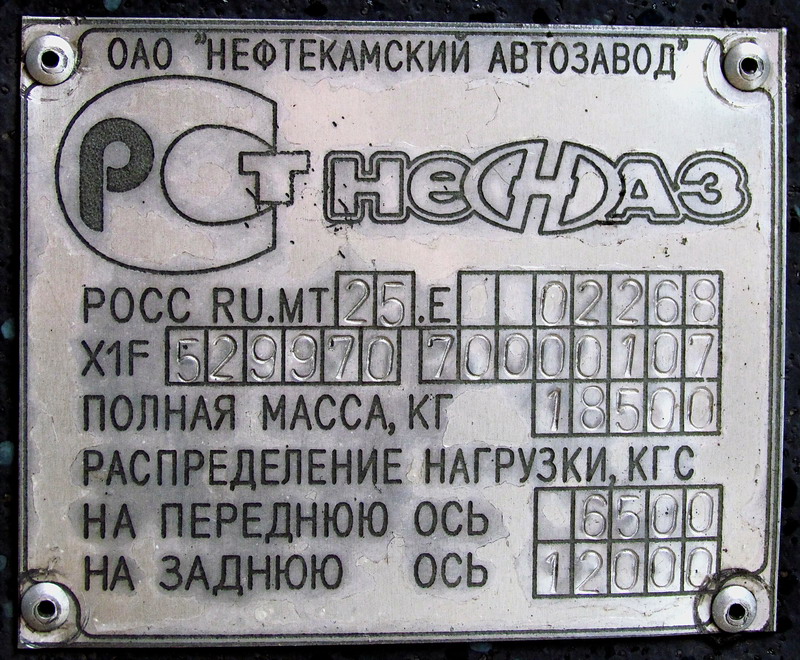 ОАО "НЕФТЕКАМСКИЙ АВТОЗАВОД"
РСТ НЕФАЗ
РОСС RU.МТ 25 .Е 02268
X1F 529970 70000107
ПОЛНАЯ МАССА, КГ 18500
РАСПРЕДЕЛЕНИЕ НАГРУЗКИ, КГС
НА ПЕРЕДНЮЮ ОСЬ 6500
НА ЗАДНЮЮ ОСЬ 12000